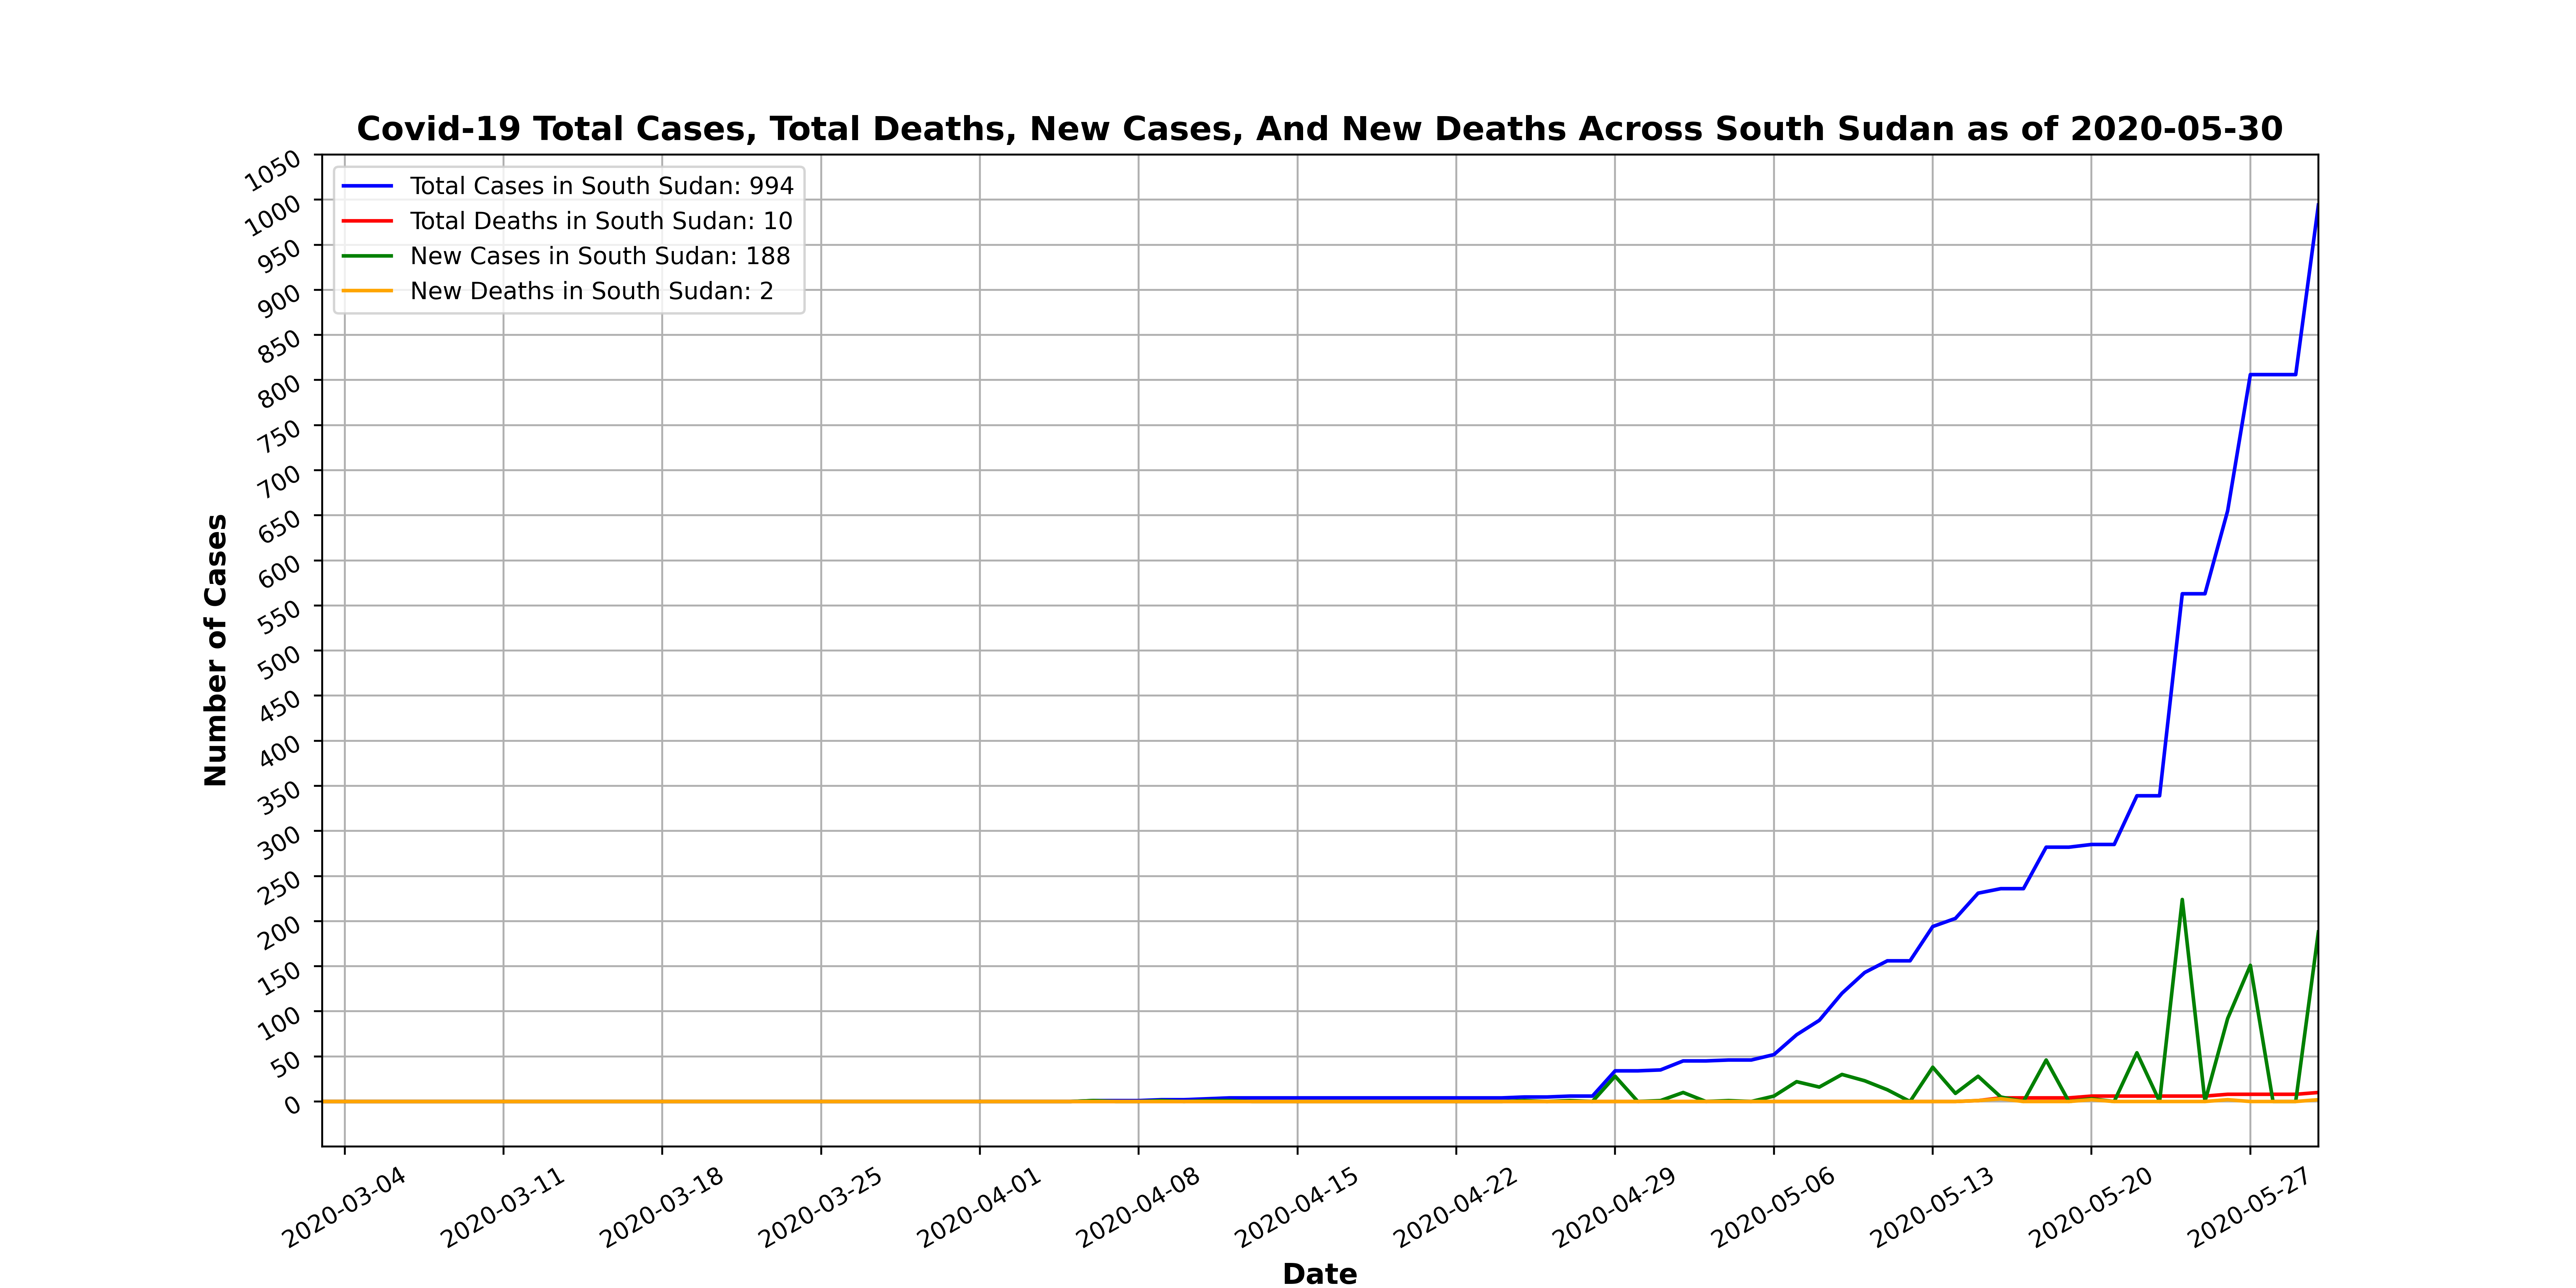 Covid-19 Total Cases, Total Deaths, New Cases, And New Deaths Across South Sudan as of 2020-05-30
Total Cases in South Sudan: 994
Total Deaths in South Sudan: 10
New Cases in South Sudan: 188
New Deaths in South Sudan: 2
Number of Cases
1050
1000
950
900
850
800
750
700
650
600
550
500
450
400
350
300
250
200
150
100
50
0
2020-03-04 2020-03-11 2020-03-18 2020-03-25 2020-04-01 2020-04-08 2020-04-15 2020-04-22 2020-04-29 2020-05-06 2020-05-13 2020-05-20 2020-05-27
Date